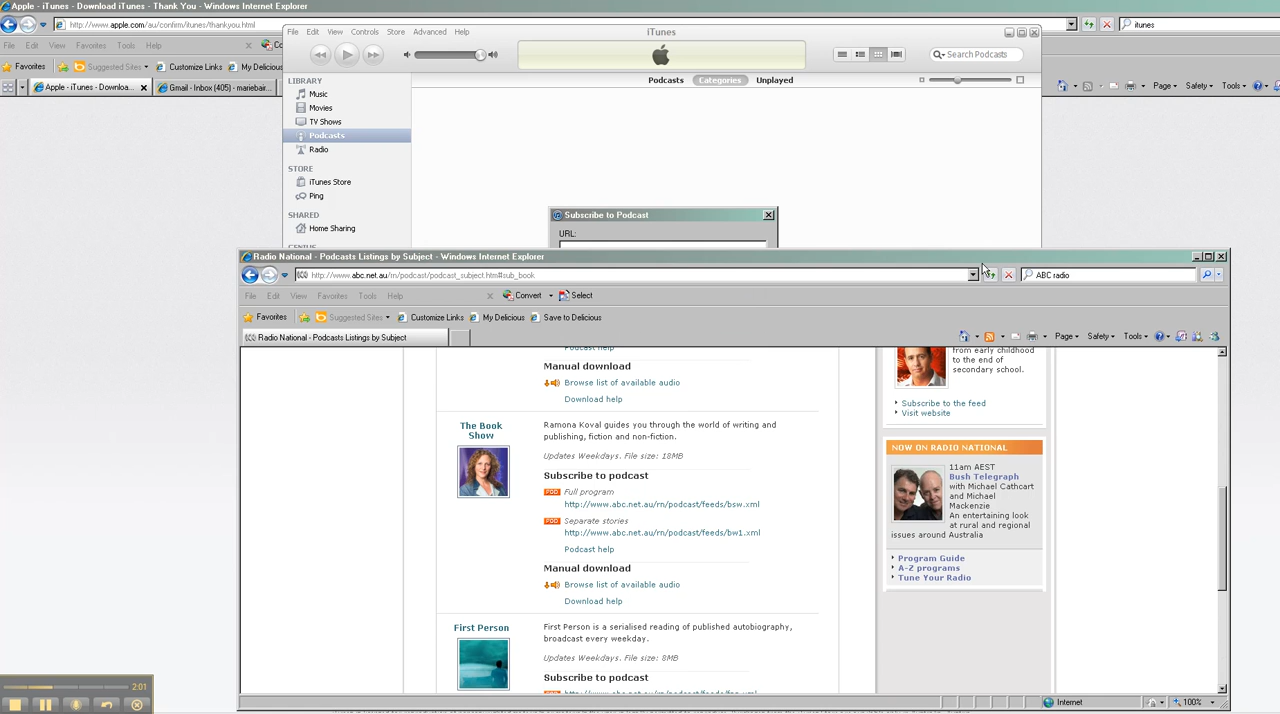 Apple - iTunes - Download iTunes - Thank You - Windows Internet Explorer
http://www.apple.com/au/confirm/itunes/thankyou.html
itunes
File Edit View Favorites Tools Help
Favorites Suggested Sites Customize Links My Delicious
Apple - iTunes - Downloa... Gmail - Inbox (405) - mariebair...
Page Safety Tools
File Edit View Controls Store Advanced Help
iTunes
Search Podcasts
Podcasts Categories Unplayed
LIBRARY
Music
Movies
TV Shows
Podcasts
Radio
STORE
iTunes Store
Ping
SHARED
Home Sharing
Subscribe to Podcast
URL:
Radio National - Podcasts Listings by Subject - Windows Internet Explorer
http://www.abc.net.au/rn/podcast/podcast_subject.htm#sub_book
ABC radio
File Edit View Favorites Tools Help
Convert Select
Favorites Suggested Sites Customize Links My Delicious Save to Delicious
Radio National - Podcasts Listings by Subject
Page Safety Tools
Podcast help
Manual download
Browse list of available audio
Download help
The Book
Show
Ramona Koval guides you through the world of writing and
publishing, fiction and non-fiction.
Updates Weekdays. File size: 18MB
Subscribe to podcast
POD Full program
http://www.abc.net.au/rn/podcast/feeds/bsw.xml
POD Separate stories
http://www.abc.net.au/rn/podcast/feeds/bw1.xml
Podcast help
Manual download
Browse list of available audio
Download help
First Person
First Person is a serialised reading of published autobiography,
broadcast every weekday.
Updates Weekdays. File size: 8MB
Subscribe to podcast
from early childhood
to the end of
secondary school.
Subscribe to the feed
Visit website
NOW ON RADIO NATIONAL
11am AEST
Bush Telegraph
with Michael Cathcart
and Michael
Mackenzie
An entertaining look
at rural and regional
issues around Australia
Program Guide
A-Z programs
Tune Your Radio
2:01
Internet
100%